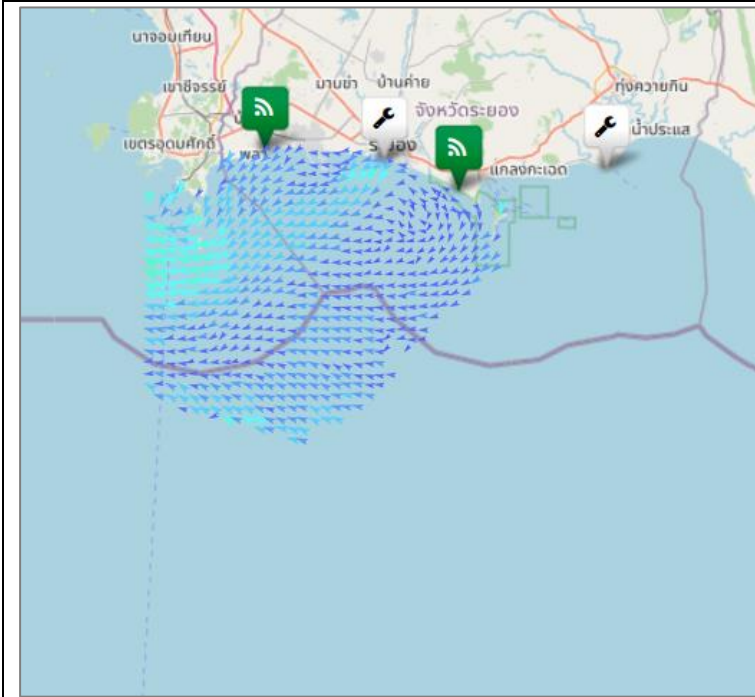 นาจอมเทียน
เขาชีจรรย์
มาบข่า
บ้านค่าย
จังหวัดระยอง
ทุ่งควายกิน
เขตรอดมศักดิ์
พลา
น้ำประแส
แกลงกะเฉด